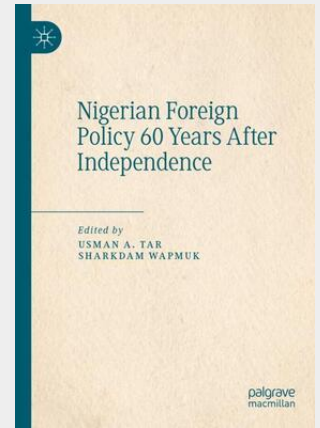 Nigerian Foreign
Policy 60 Years After
Independence
Edited by
USMAN A. TAR
SHARKDAM WAPMUK
palgrave
macmillan